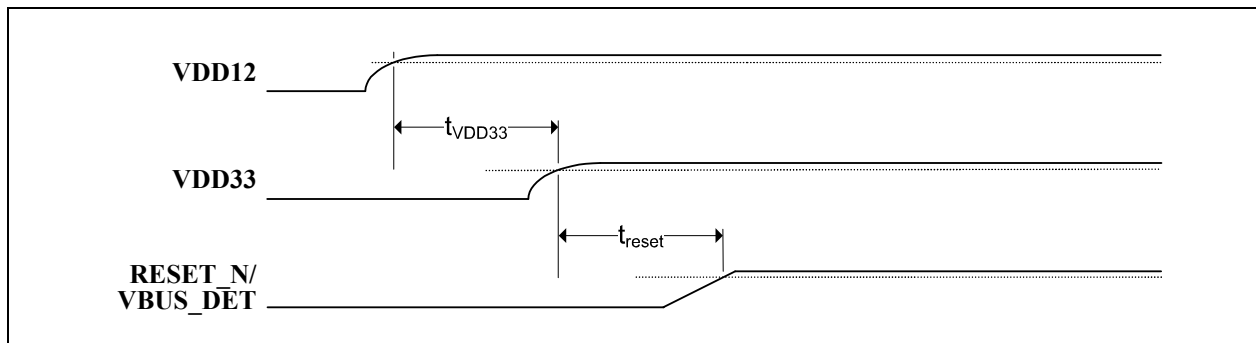 VDD12
tVDD33
VDD33
treset
RESET_N/
VBUS_DET